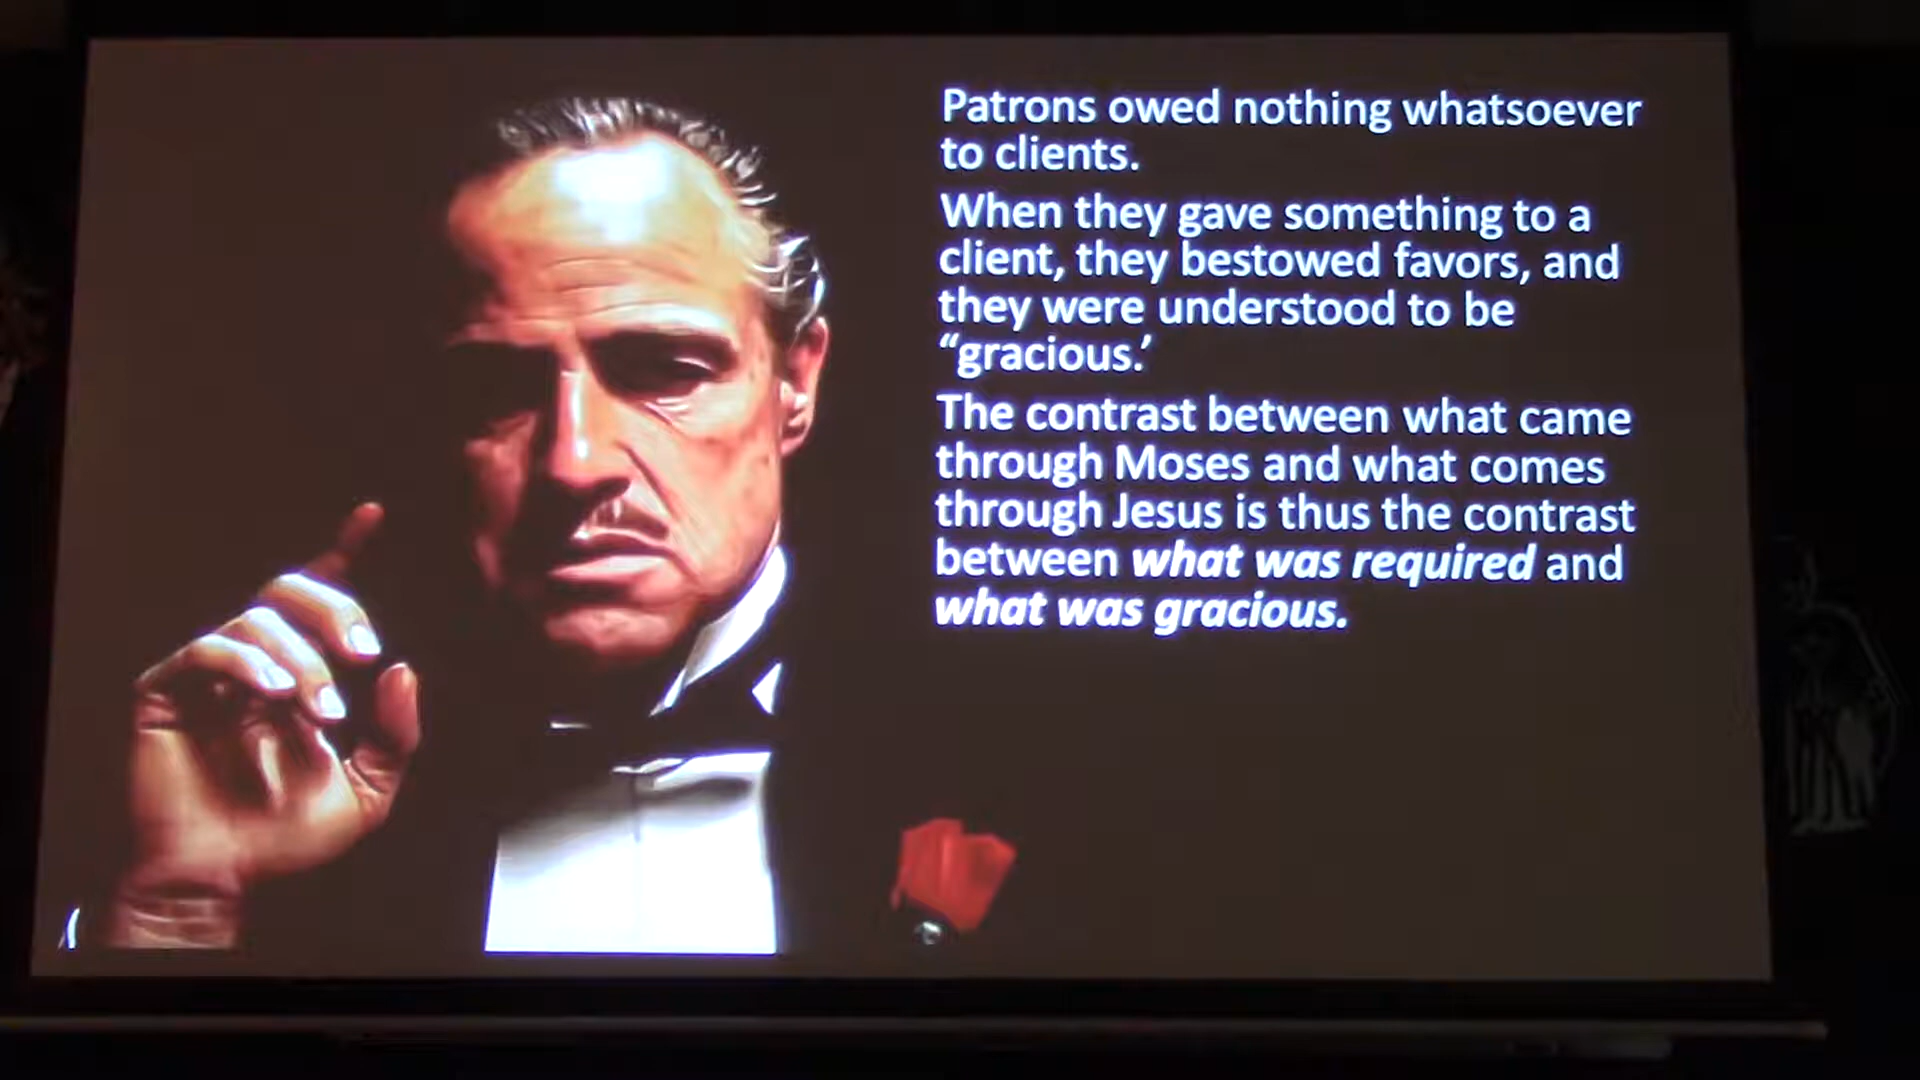 Patrons owed nothing whatsoever
to clients.
When they gave something to a
client, they bestowed favors, and
they were understood to be
“gracious.’
The contrast between what came
through Moses and what comes
through Jesus is thus the contrast
between what was required and
what was gracious.